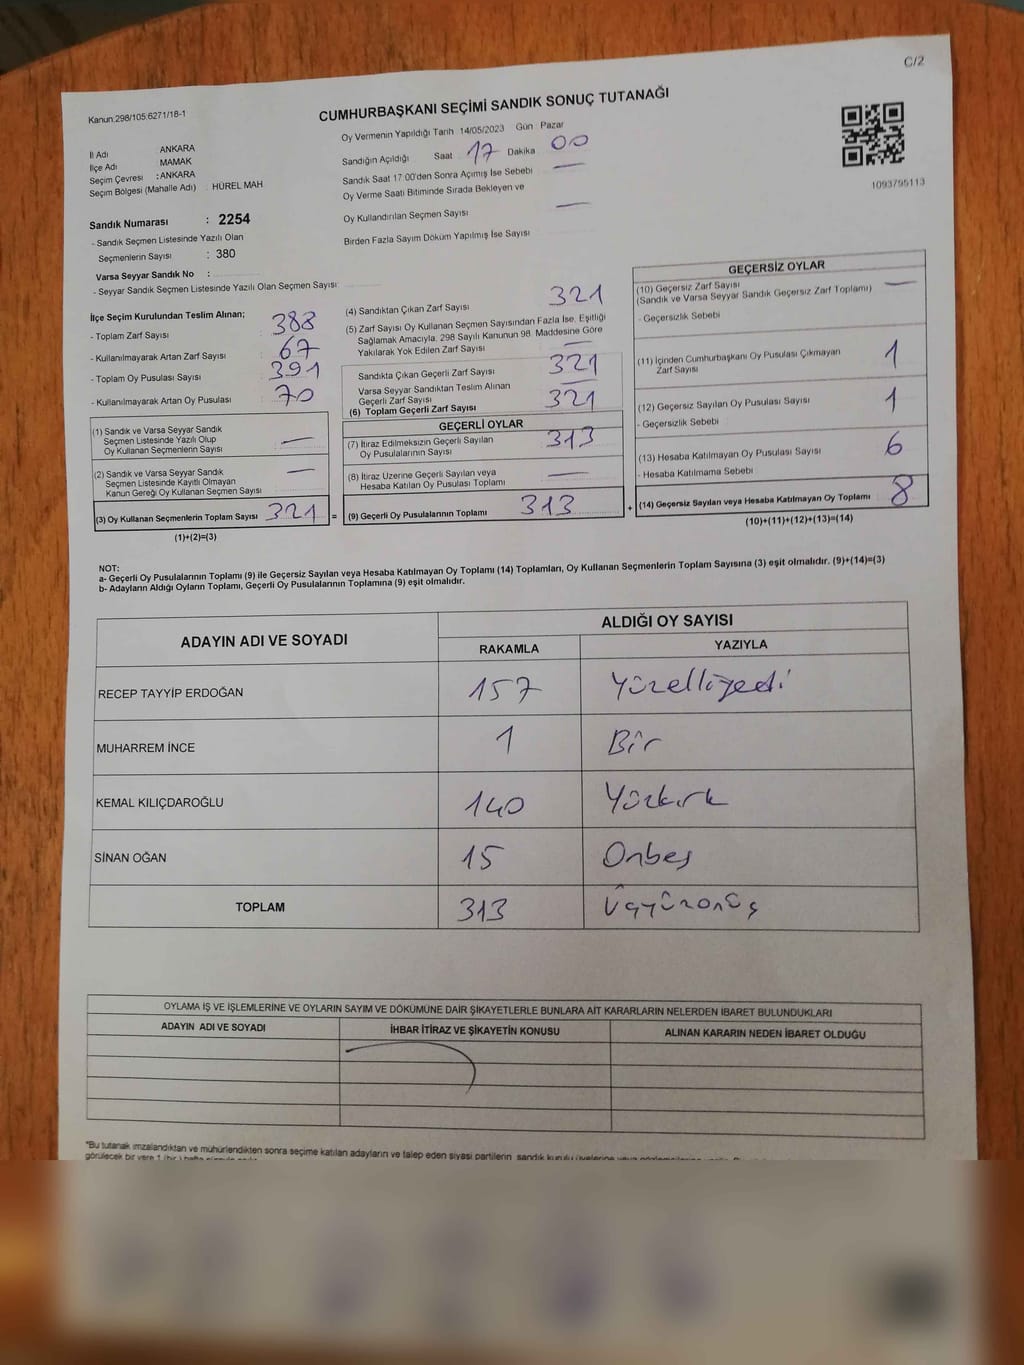 C/2
Kanun:298/105.6271/18-1
CUMHURBAŞKANI SEÇİMİ SANDIK SONUÇ TUTANAĞI
1093795113
İl Adı ANKARA
İlçe Adı MAMAK
Seçim Çevresi :ANKARA
Seçim Bölgesi (Mahalle Adı) : HÜREL MAH
Sandık Numarası : 2254
- Sandık Seçmen Listesinde Yazılı Olan
Seçmenlerin Sayısı : 380
Varsa Seyyar Sandık No :
- Seyyar Sandık Seçmen Listesinde Yazılı Olan Seçmen Sayısı:
Oy Vermenin Yapıldığı Tarih 14/05/2023 Gün Pazar
Sandığın Açıldığı Saat 17 Dakika 00
Sandık Saat 17:00'den Sonra Açımış İse Sebebi —
Oy Verme Saati Bitiminde Sırada Bekleyen ve
Oy Kullandırılan Seçmen Sayısı —
Birden Fazla Sayım Döküm Yapılmış İse Sayısı
İlçe Seçim Kurulundan Teslim Alınan;
- Toplam Zarf Sayısı 388
- Kullanılmayarak Artan Zarf Sayısı 67
- Toplam Oy Pusulası Sayısı 391
- Kullanılmayarak Artan Oy Pusulası 70
(1) Sandık ve Varsa Seyyar Sandık
Seçmen Listesinde Yazılı Olup
Oy Kullanan Seçmenlerin Sayısı —
(2) Sandık ve Varsa Seyyar Sandık
Seçmen Listesinde Kayıtlı Olmayan
Kanun Gereği Oy Kullanan Seçmen Sayısı —
(3) Oy Kullanan Seçmenlerin Toplam Sayısı 321 =
(1)+(2)=(3)
(4) Sandıktan Çıkan Zarf Sayısı 321
(5) Zarf Sayısı Oy Kullanan Seçmen Sayısından Fazla İse, Eşitliği
Sağlamak Amacıyla, 298 Sayılı Kanunun 98. Maddesine Göre
Yakılarak Yok Edilen Zarf Sayısı —
Sandıkta Çıkan Geçerli Zarf Sayısı 321
Varsa Seyyar Sandıktan Teslim Alınan
Geçerli Zarf Sayısı —
(6) Toplam Geçerli Zarf Sayısı 321
GEÇERLİ OYLAR
(7) İtiraz Edilmeksizin Geçerli Sayılan
Oy Pusulalarının Sayısı 313
(8) İtiraz Üzerine Geçerli Sayılan veya
Hesaba Katılan Oy Pusulası Toplamı —
(9) Geçerli Oy Pusulalarının Toplamı 313 +
GEÇERSİZ OYLAR
(10) Geçersiz Zarf Sayısı
(Sandık ve Varsa Seyyar Sandık Geçersiz Zarf Toplamı) —
- Geçersizlik Sebebi
(11) İçinden Cumhurbaşkanı Oy Pusulası Çıkmayan
Zarf Sayısı 1
(12) Geçersiz Sayılan Oy Pusulası Sayısı 1
- Geçersizlik Sebebi
(13) Hesaba Katılmayan Oy Pusulası Sayısı 6
- Hesaba Katılmama Sebebi
(14) Geçersiz Sayılan veya Hesaba Katılmayan Oy Toplamı 8
(10)+(11)+(12)+(13)=(14)
NOT:
a- Geçerli Oy Pusulalarının Toplamı (9) ile Geçersiz Sayılan veya Hesaba Katılmayan Oy Toplamı (14) Toplamları, Oy Kullanan Seçmenlerin Toplam Sayısına (3) eşit olmalıdır. (9)+(14)=(3)
b- Adayların Aldığı Oyların Toplamı, Geçerli Oy Pusulalarının Toplamına (9) eşit olmalıdır.
ADAYIN ADI VE SOYADI ALDIĞI OY SAYISI
RAKAMLA YAZIYLA
RECEP TAYYİP ERDOĞAN 157 Yüzelliyedi
MUHARREM İNCE 1 Bir
KEMAL KILIÇDAROĞLU 140 Yüzkırk
SİNAN OĞAN 15 Onbeş
TOPLAM 313 Üçyüzonüç
OYLAMA İŞ VE İŞLEMLERİNE VE OYLARIN SAYIM VE DÖKÜMÜNE DAİR ŞİKAYETLERLE BUNLARA AİT KARARLARIN NELERDEN İBARET BULUNDUKLARI
ADAYIN ADI VE SOYADI İHBAR İTİRAZ VE ŞİKAYETİN KONUSU ALINAN KARARIN NEDEN İBARET OLDUĞU
"Bu tutanak imzalandıktan ve mühürlendikten sonra seçime katılan adayların ve talep eden siyasi partilerin sandık kurulu üyelerine
görülecek bir yere 1 (bir) hafta